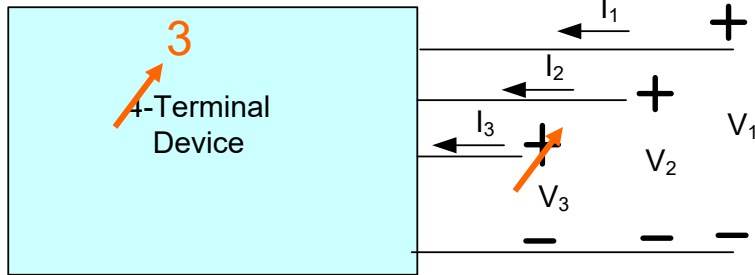 3
4-Terminal
Device
I₁
I₂
I₃
+
+
+
V₁
V₂
V₃
− − −